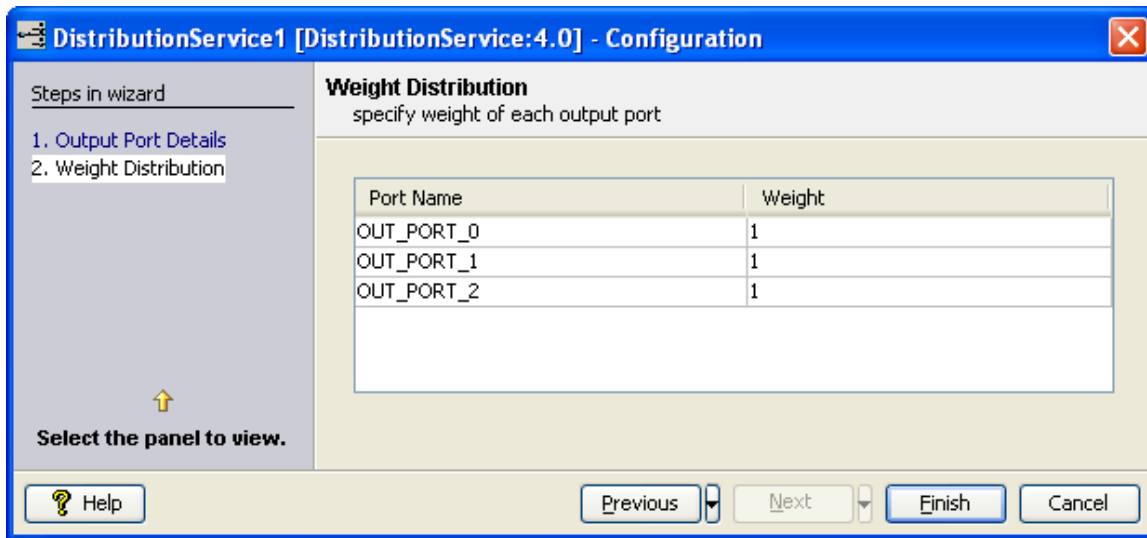 DistributionService1 [DistributionService:4.0] - Configuration
Steps in wizard
1. Output Port Details
2. Weight Distribution
Select the panel to view.
Weight Distribution
specify weight of each output port
Port Name Weight
OUT_PORT_0 1
OUT_PORT_1 1
OUT_PORT_2 1
Help Previous Next Finish Cancel